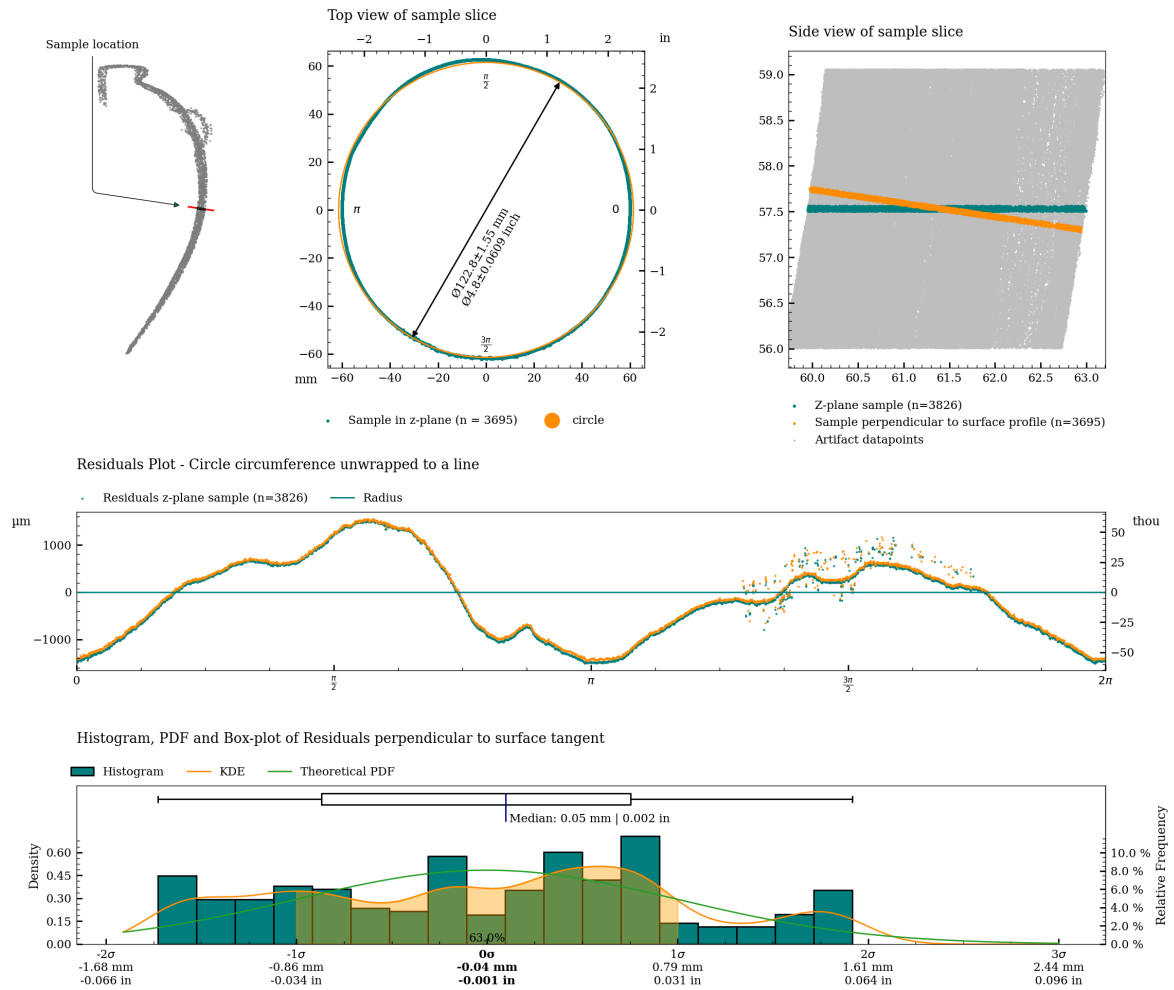 Top view of sample slice
Side view of sample slice
Sample location
−2 −1 0 1 2 in
60 40 20 0 −20 −40 −60
π/2
π
0
3π/2
Ø122.8±1.55 mm
Ø4.8±0.0609 inch
2 1 0 −1 −2
mm −60 −40 −20 0 20 40 60
59.0 58.5 58.0 57.5 57.0 56.5 56.0
60.0 60.5 61.0 61.5 62.0 62.5 63.0
Sample in z-plane (n = 3695) circle
Z-plane sample (n=3826)
Sample perpendicular to surface profile (n=3695)
Artifact datapoints
Residuals Plot - Circle circumference unwrapped to a line
Residuals z-plane sample (n=3826) Radius
µm
thou
1000 0 −1000
50 25 0 −25 −50
0 π/2 π 3π/2 2π
Histogram, PDF and Box-plot of Residuals perpendicular to surface tangent
Histogram KDE Theoretical PDF
Median: 0.05 mm | 0.002 in
Density
0.60 0.45 0.30 0.15 0.00
10.0 % 8.0 % 6.0 % 4.0 % 2.0 % 0.0 %
Relative Frequency
63.0%
-2σ -1σ 0σ 1σ 2σ 3σ
-1.68 mm -0.86 mm -0.04 mm 0.79 mm 1.61 mm 2.44 mm
-0.066 in -0.034 in -0.001 in 0.031 in 0.064 in 0.096 in